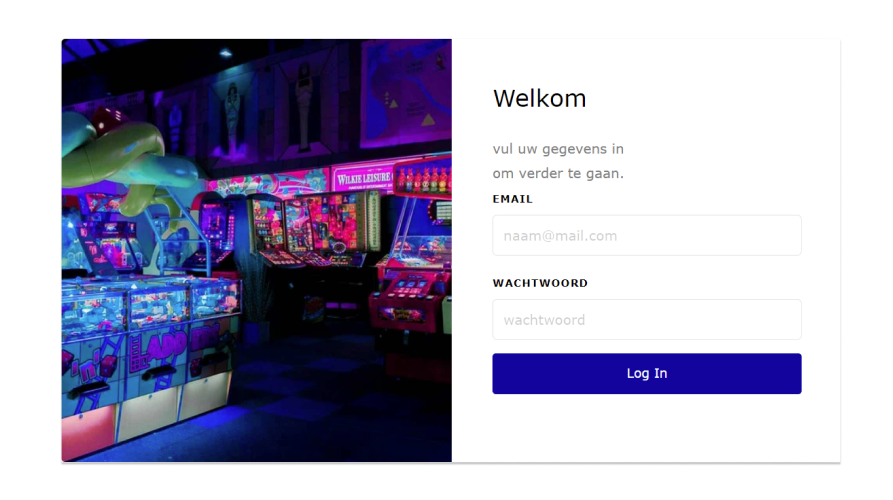 WILKIE LEISURE
Welkom
vul uw gegevens in
om verder te gaan.
EMAIL
naam@mail.com
WACHTWOORD
wachtwoord
Log In